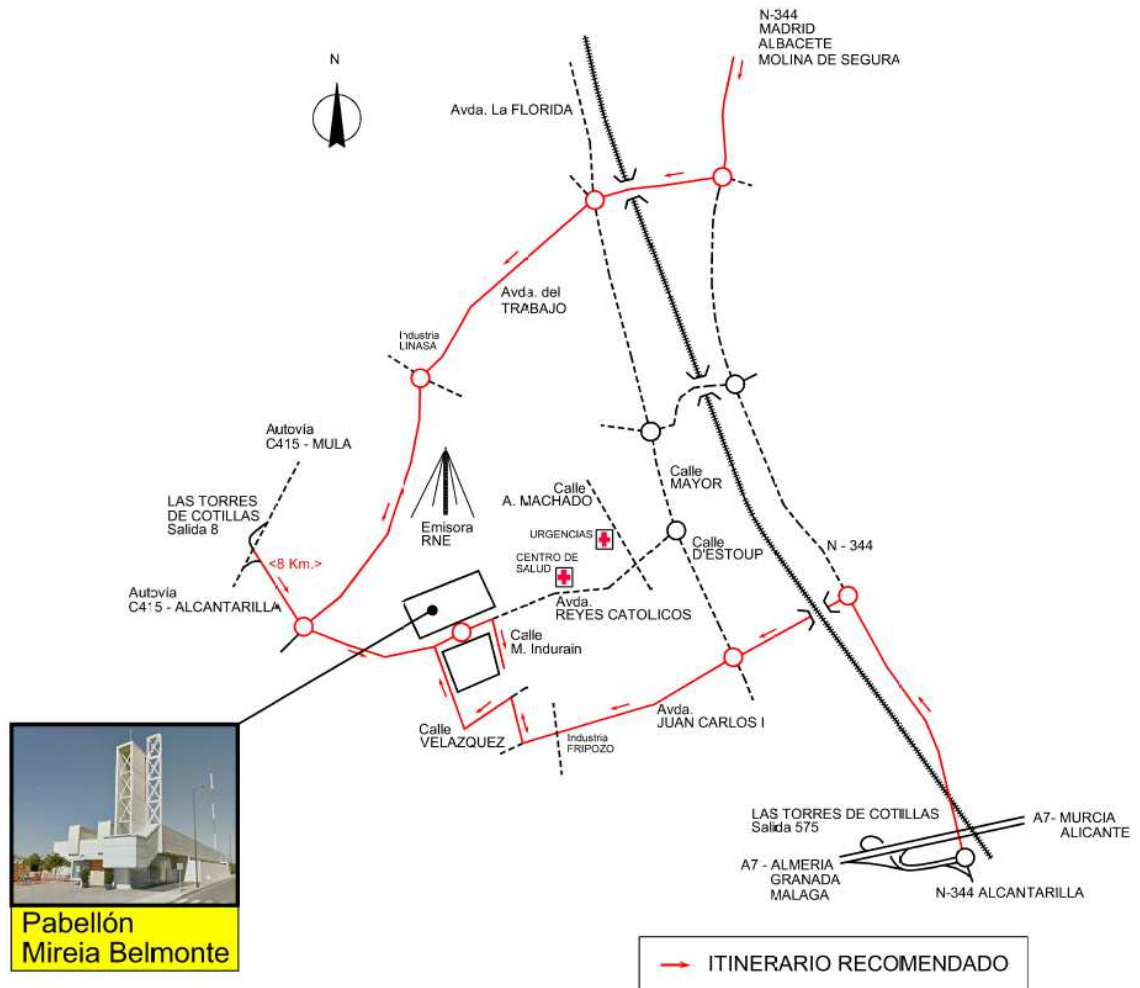 N-344
MADRID
ALBACETE
MOLINA DE SEGURA
N
Avda. La FLORIDA
Avda. del
TRABAJO
Industria
LINASA
Autovía
C415 - MULA
LAS TORRES
DE COTILLAS
Salida 8
<8 Km.>
Autovía
C415 - ALCANTARILLA
Emisora
RNE
Calle
A. MACHADO
URGENCIAS
CENTRO DE
SALUD
Calle
MAYOR
Calle
D'ESTOUP
N - 344
Avda.
REYES CATOLICOS
Calle
M. Indurain
Calle
VELAZQUEZ
Industria
FRIPOZO
Avda.
JUAN CARLOS I
LAS TORRES DE COTILLAS
Salida 575
A7- MURCIA
ALICANTE
A7 - ALMERIA
GRANADA
MALAGA
N-344 ALCANTARILLA
Pabellón
Mireia Belmonte
ITINERARIO RECOMENDADO